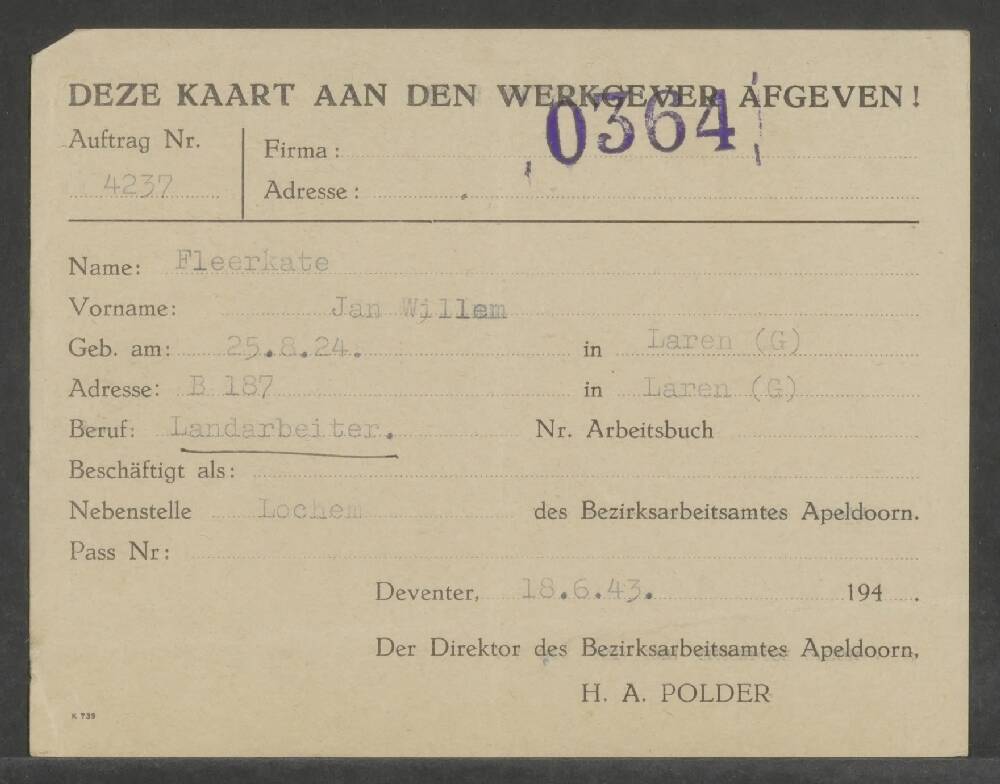 DEZE KAART AAN DEN WERKGEVER AFGEVEN!
0364
Auftrag Nr.
Firma:
4237
Adresse:
Name: Fleerkate
Vorname: Jan Willem
Geb. am: 25.8.24. in Laren (G)
Adresse: B 187 in Laren (G)
Beruf: Landarbeiter. Nr. Arbeitsbuch
Beschäftigt als:
Nebenstelle Lochem des Bezirksarbeitsamtes Apeldoorn.
Pass Nr:
Deventer, 18.6.43. 194 .
Der Direktor des Bezirksarbeitsamtes Apeldoorn,
H. A. POLDER
K 739